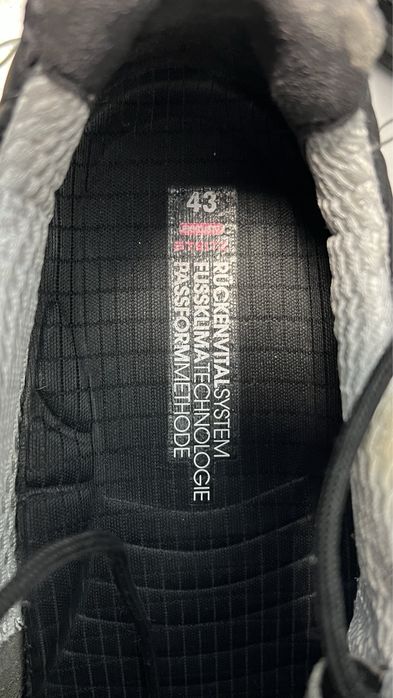 43
RÜCKENVITALSYSTEM
FUSSKLIMATECHNOLOGIE
PASSFORMMETHODE